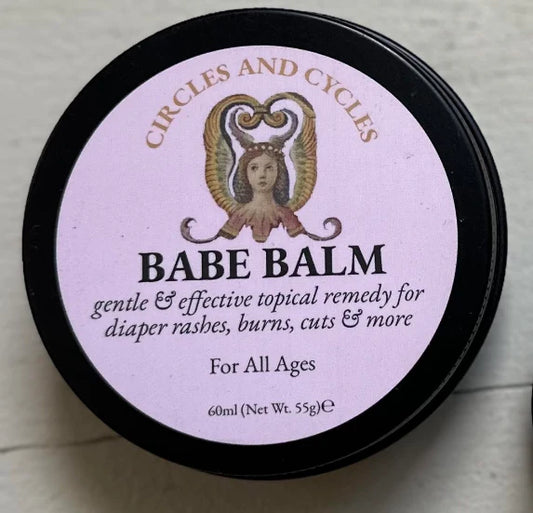 CIRCLES AND CYCLES
BABE BALM
gentle & effective topical remedy for
diaper rashes, burns, cuts & more
For All Ages
60ml (Net Wt. 55g)℮